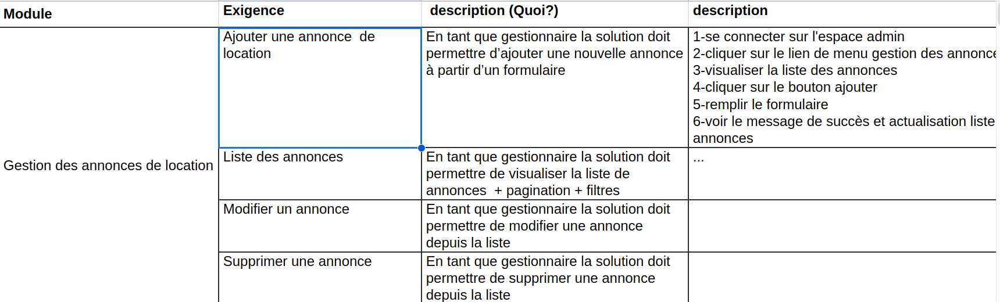 Module
Exigence
description (Quoi?)
description
Gestion des annonces de location
Ajouter une annonce  de
location
En tant que gestionnaire la solution doit
permettre d’ajouter une nouvelle annonce
à partir d’un formulaire
1-se connecter sur l'espace admin
2-cliquer sur le lien de menu gestion des annonce
3-visualiser la liste des annonces
4-cliquer sur le bouton ajouter
5-remplir le formulaire
6-voir le message de succès et actualisation liste
annonces
Liste des annonces
En tant que gestionnaire la solution doit
permettre de visualiser la liste de
annonces  + pagination + filtres
...
Modifier un annonce
En tant que gestionnaire la solution doit
permettre de modifier une annonce
depuis la liste
Supprimer une annonce
En tant que gestionnaire la solution doit
permettre de supprimer une annonce
depuis la liste